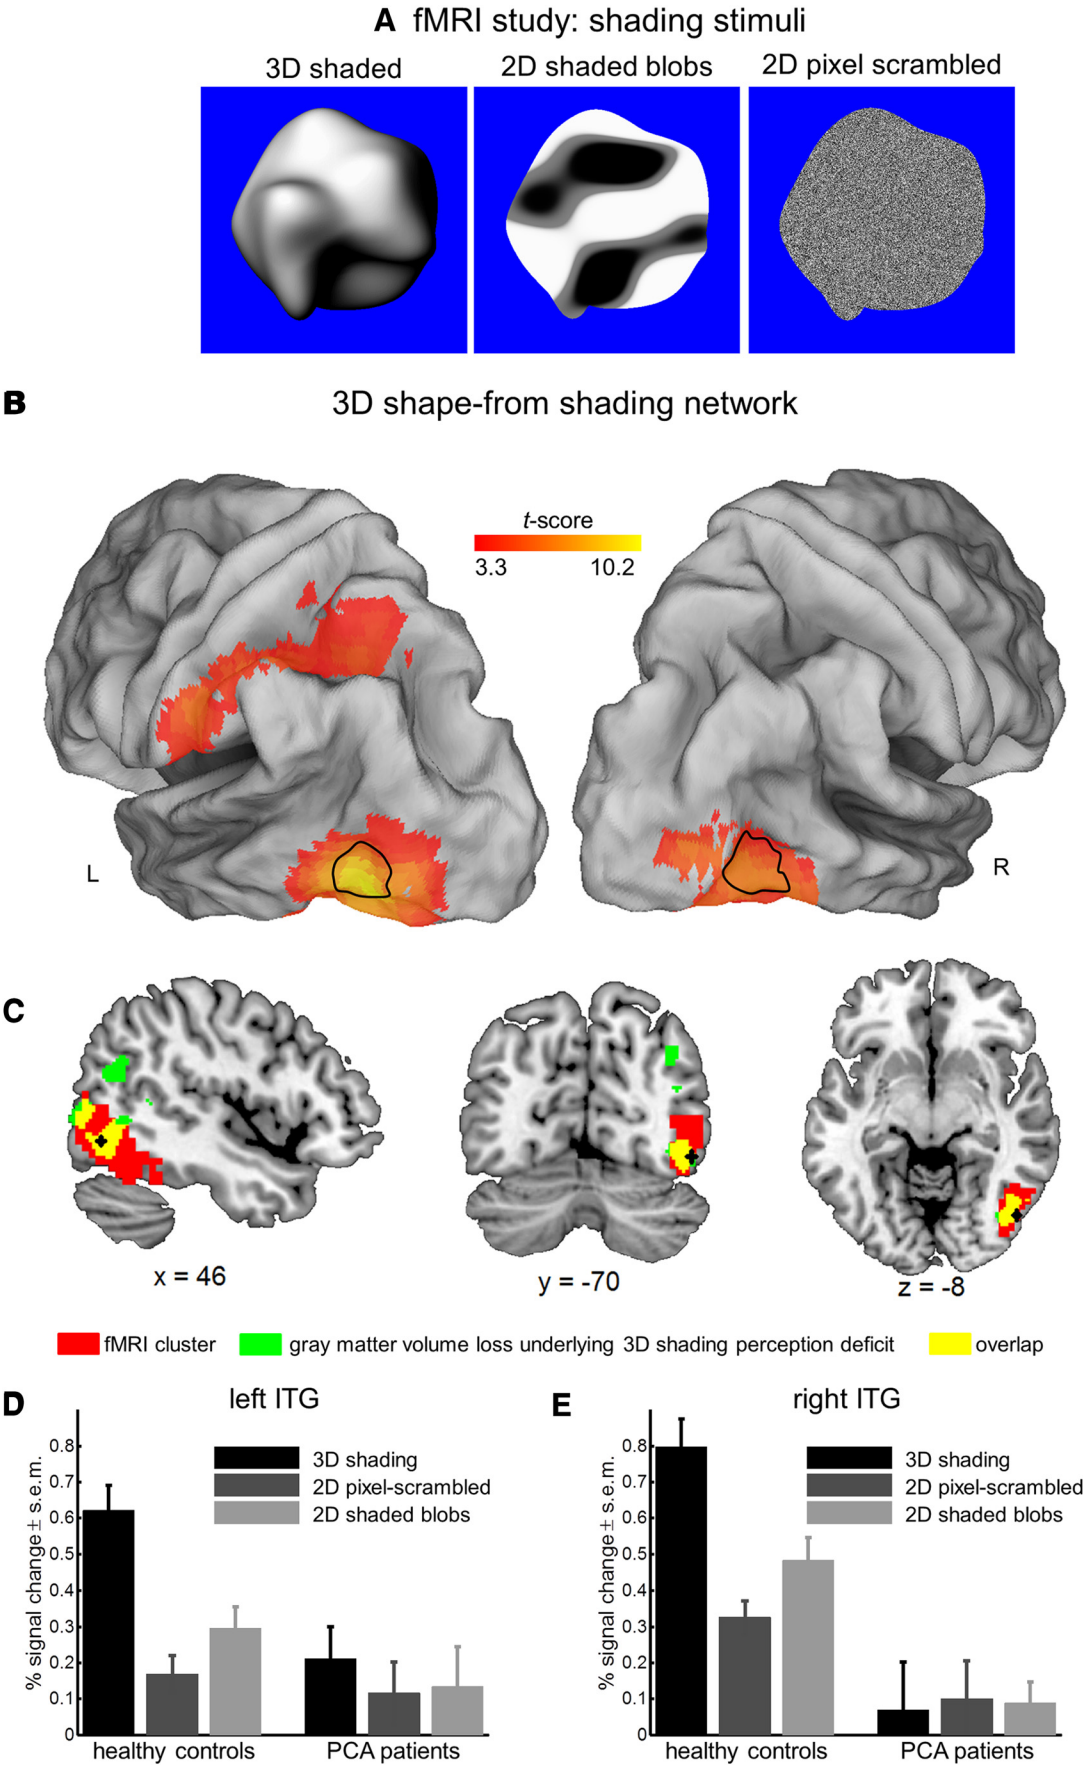 A fMRI study: shading stimuli
3D shaded
2D shaded blobs
2D pixel scrambled
B
3D shape-from shading network
t-score
3.3
10.2
L
R
C
x = 46
y = -70
z = -8
fMRI cluster
gray matter volume loss underlying 3D shading perception deficit
overlap
D
left ITG
% signal change± s.e.m.
0.8
0.7
0.6
0.5
0.4
0.3
0.2
0.1
0
3D shading
2D pixel-scrambled
2D shaded blobs
healthy controls
PCA patients
E
right ITG
% signal change± s.e.m.
0.8
0.7
0.6
0.5
0.4
0.3
0.2
0.1
0
3D shading
2D pixel-scrambled
2D shaded blobs
healthy controls
PCA patients